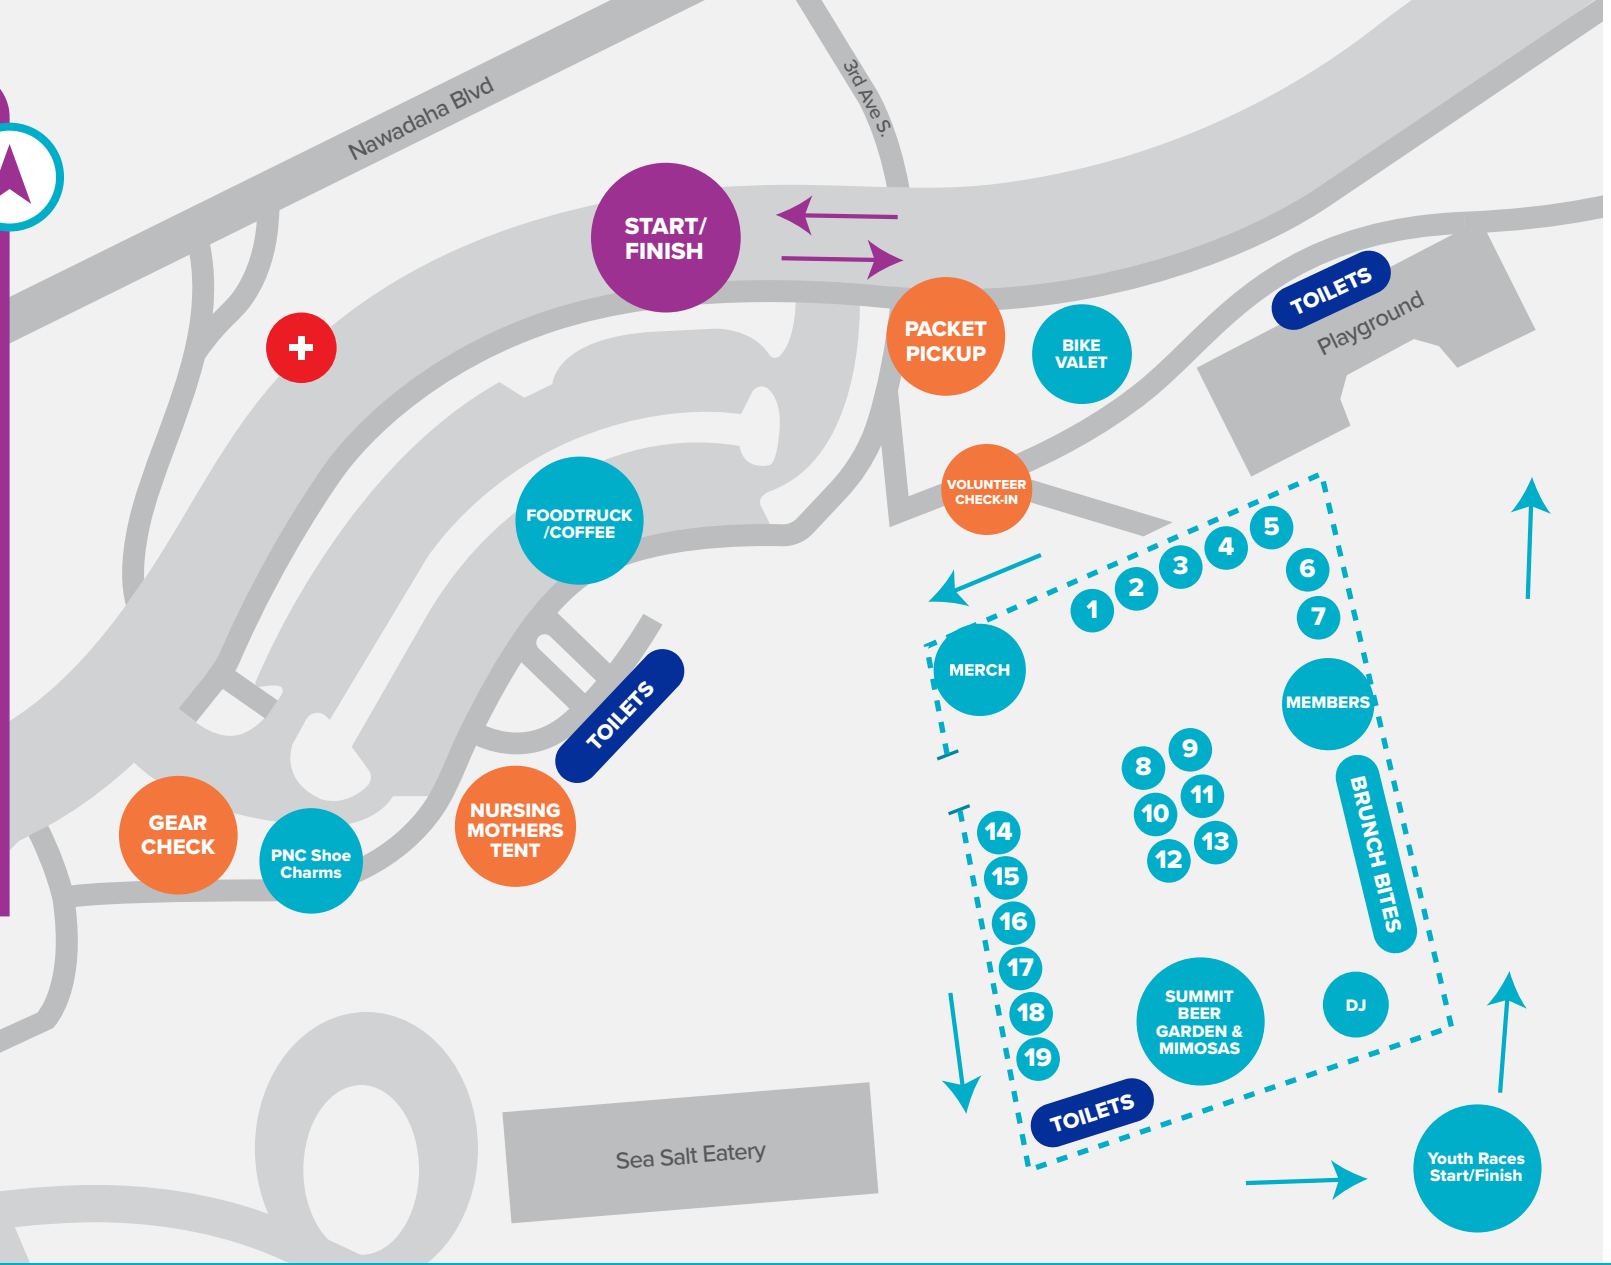 Nawadaha Blvd
3rd Ave S.
START/
FINISH
PACKET
PICKUP
BIKE
VALET
TOILETS
Playground
VOLUNTEER
CHECK-IN
FOODTRUCK
/COFFEE
1
2
3
4
5
6
7
MERCH
MEMBERS
TOILETS
8
9
10
11
12
13
BRUNCH BITES
GEAR
CHECK
PNC Shoe
Charms
NURSING
MOTHERS
TENT
14
15
16
17
18
19
SUMMIT
BEER
GARDEN &
MIMOSAS
DJ
TOILETS
Sea Salt Eatery
Youth Races
Start/Finish